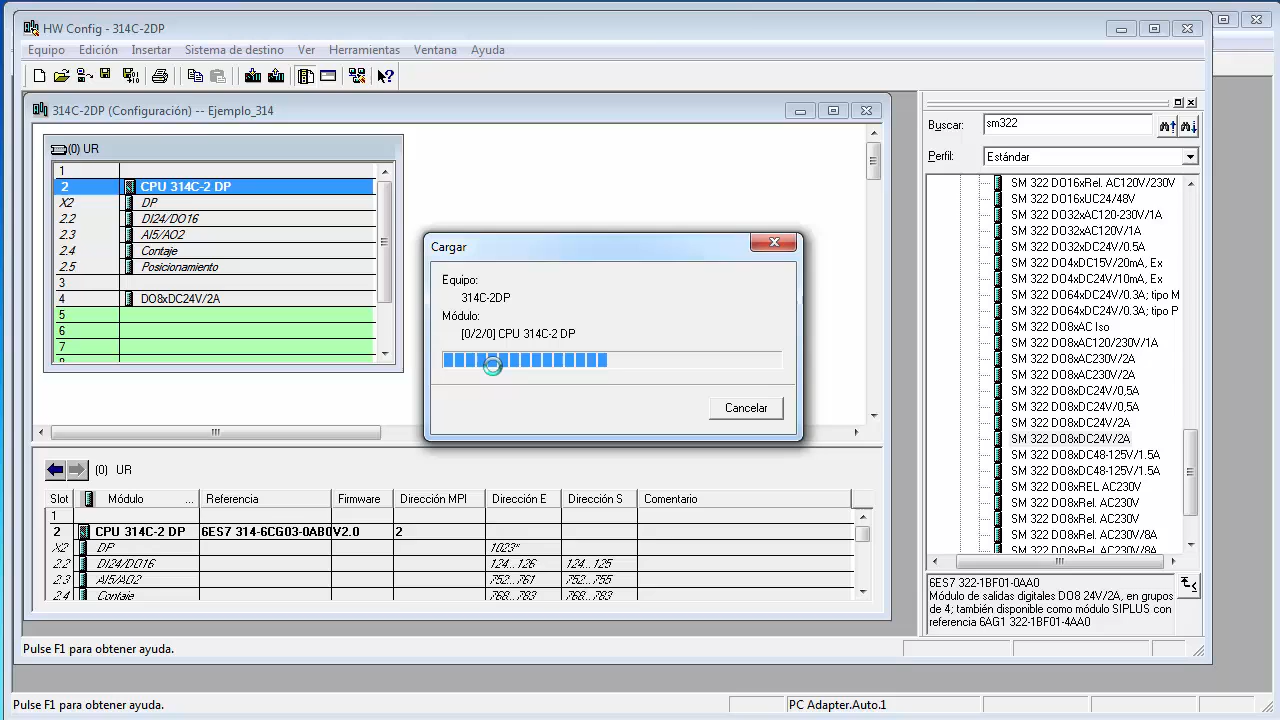 HW Config - 314C-2DP
Equipo Edición Insertar Sistema de destino Ver Herramientas Ventana Ayuda
314C-2DP (Configuración) -- Ejemplo_314
(0) UR
1
2 CPU 314C-2 DP
X2 DP
2.2 DI24/DO16
2.3 AI5/AO2
2.4 Contaje
2.5 Posicionamiento
3
4 DO8xDC24V/2A
5
6
7
Cargar
Equipo:
314C-2DP
Módulo:
[0/2/0] CPU 314C-2 DP
Cancelar
(0) UR
Slot Módulo ... Referencia Firmware Dirección MPI Dirección E Dirección S Comentario
1
2 CPU 314C-2 DP 6ES7 314-6CG03-0AB0 V2.0 2
X2 DP 1023*
2.2 DI24/DO16 124...126 124...125
2.3 AI5/AO2 752...761 752...755
2.4 Contaje 768...783 768...783
Buscar: sm322
Perfil: Estándar
SM 322 DO16xRel. AC120V/230V
SM 322 DO16xUC24/48V
SM 322 DO32xAC120-230V/1A
SM 322 DO32xAC120V/1A
SM 322 DO32xDC24V/0.5A
SM 322 DO4xDC15V/20mA, Ex
SM 322 DO4xDC24V/10mA, Ex
SM 322 DO64xDC24V/0.3A; tipo M
SM 322 DO64xDC24V/0.3A; tipo P
SM 322 DO8xAC Iso
SM 322 DO8xAC120V/230V/1A
SM 322 DO8xAC230V/2A
SM 322 DO8xAC230V/2A
SM 322 DO8xDC24V/0,5A
SM 322 DO8xDC24V/0,5A
SM 322 DO8xDC24V/2A
SM 322 DO8xDC24V/2A
SM 322 DO8xDC48-125V/1.5A
SM 322 DO8xDC48-125V/1.5A
SM 322 DO8xREL AC230V
SM 322 DO8xRel. AC230V
SM 322 DO8xRel. AC230V
SM 322 DO8xRel. AC230V/8A
SM 322 DO8xRel. AC230V/8A
6ES7 322-1BF01-0AA0
Módulo de salidas digitales DO8 24V/2A, en grupos
de 4; también disponible como módulo SIPLUS con
referencia 6AG1 322-1BF01-4AA0
Pulse F1 para obtener ayuda.
Pulse F1 para obtener ayuda. PC Adapter.Auto.1